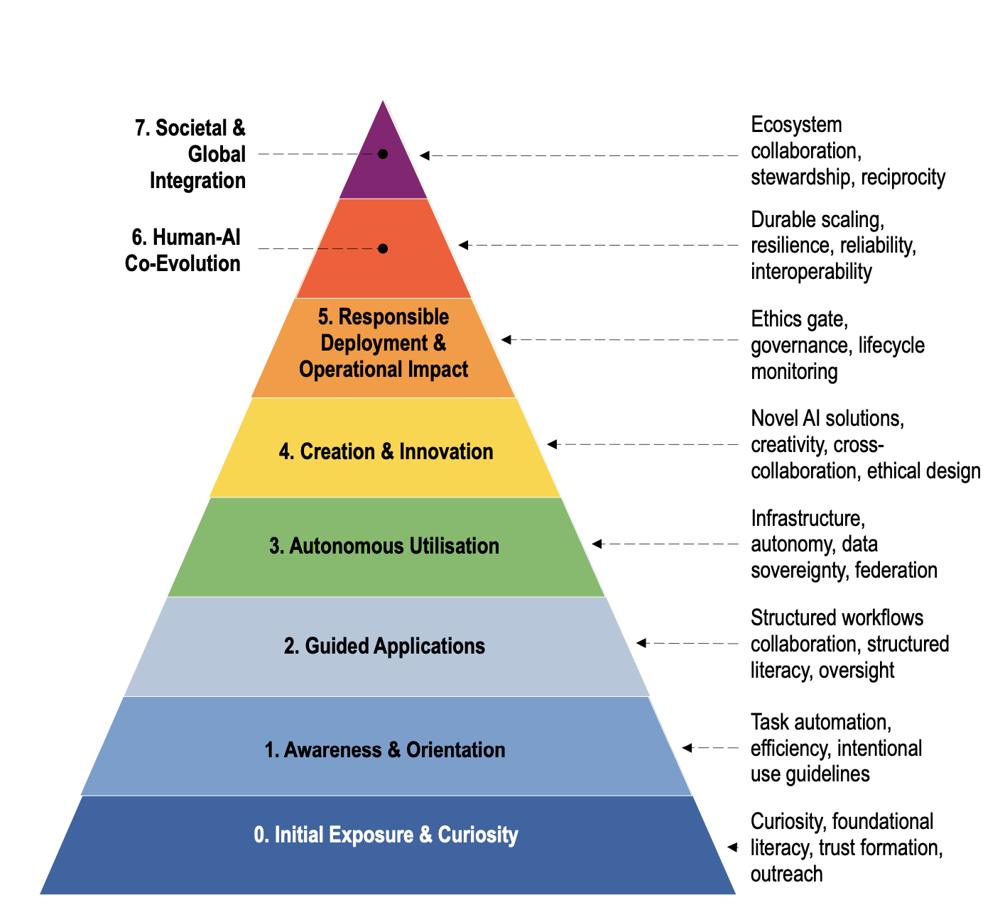 7. Societal &
Global
Integration
Ecosystem
collaboration,
stewardship, reciprocity
6. Human-AI
Co-Evolution
Durable scaling,
resilience, reliability,
interoperability
5. Responsible
Deployment &
Operational Impact
Ethics gate,
governance, lifecycle
monitoring
4. Creation & Innovation
Novel AI solutions,
creativity, cross-
collaboration, ethical design
3. Autonomous Utilisation
Infrastructure,
autonomy, data
sovereignty, federation
2. Guided Applications
Structured workflows
collaboration, structured
literacy, oversight
1. Awareness & Orientation
Task automation,
efficiency, intentional
use guidelines
0. Initial Exposure & Curiosity
Curiosity, foundational
literacy, trust formation,
outreach